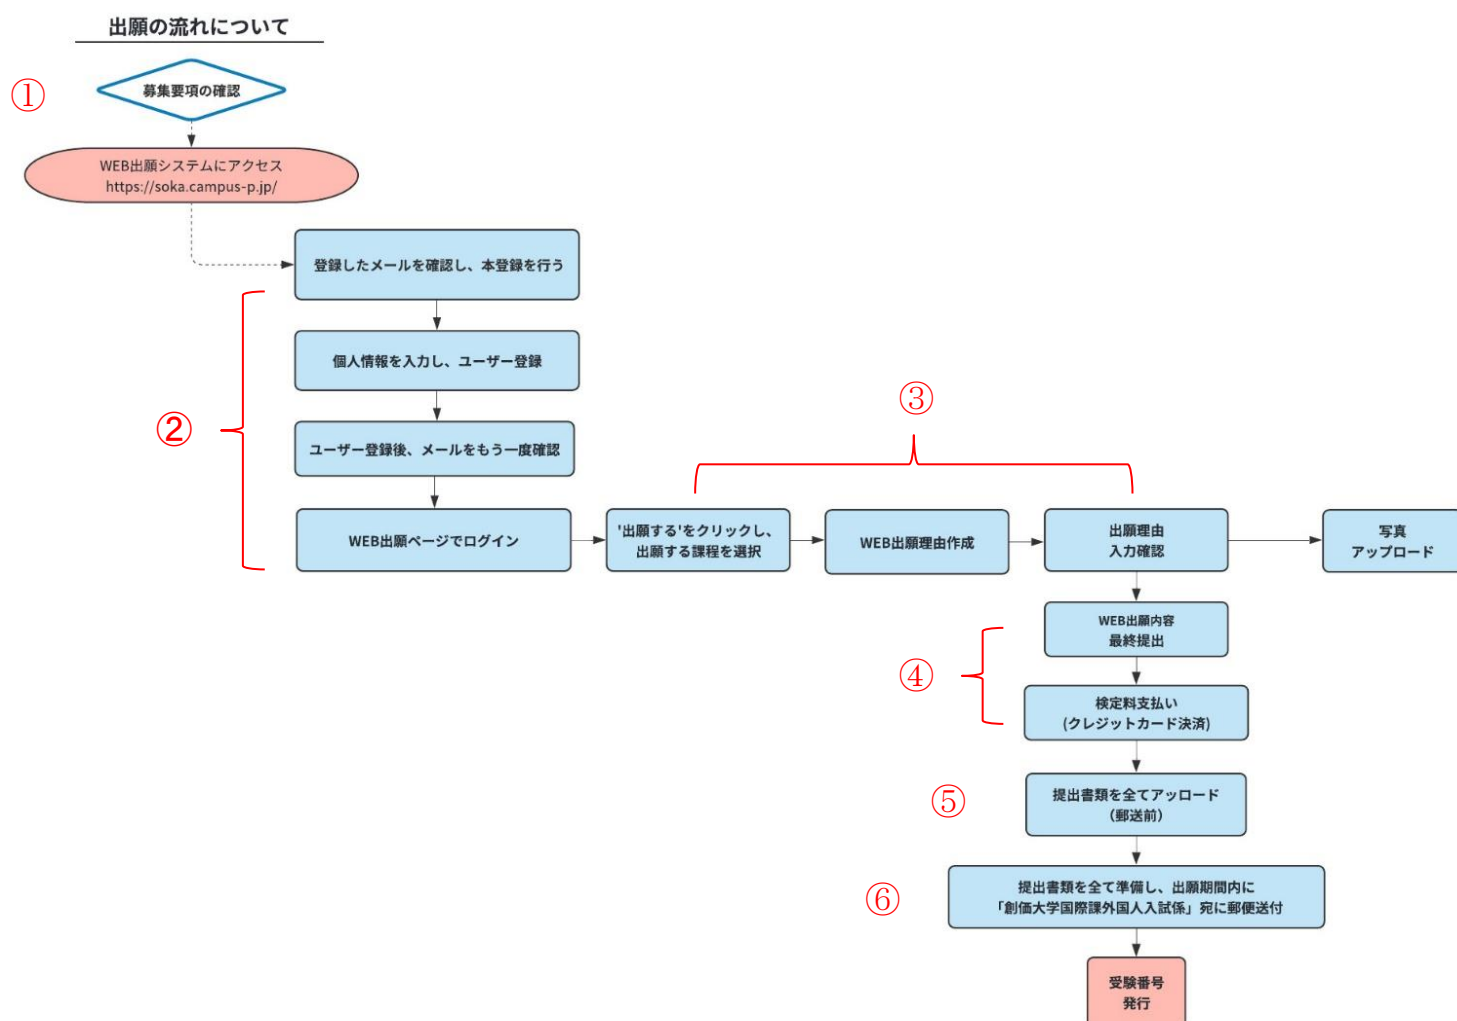 出願の流れについて
①
募集要項の確認
WEB出願システムにアクセス
https://soka.campus-p.jp/
登録したメールを確認し、本登録を行う
②
個人情報を入力し、ユーザー登録
ユーザー登録後、メールをもう一度確認
WEB出願ページでログイン
③
'出願する'をクリックし、
出願する課程を選択
WEB出願理由作成
出願理由
入力確認
写真
アップロード
④
WEB出願内容
最終提出
検定料支払い
(クレジットカード決済)
⑤
提出書類を全てアッロード
（郵送前）
⑥
提出書類を全て準備し、出願期間内に
「創価大学国際課外国人入試係」宛に郵便送付
受験番号
発行